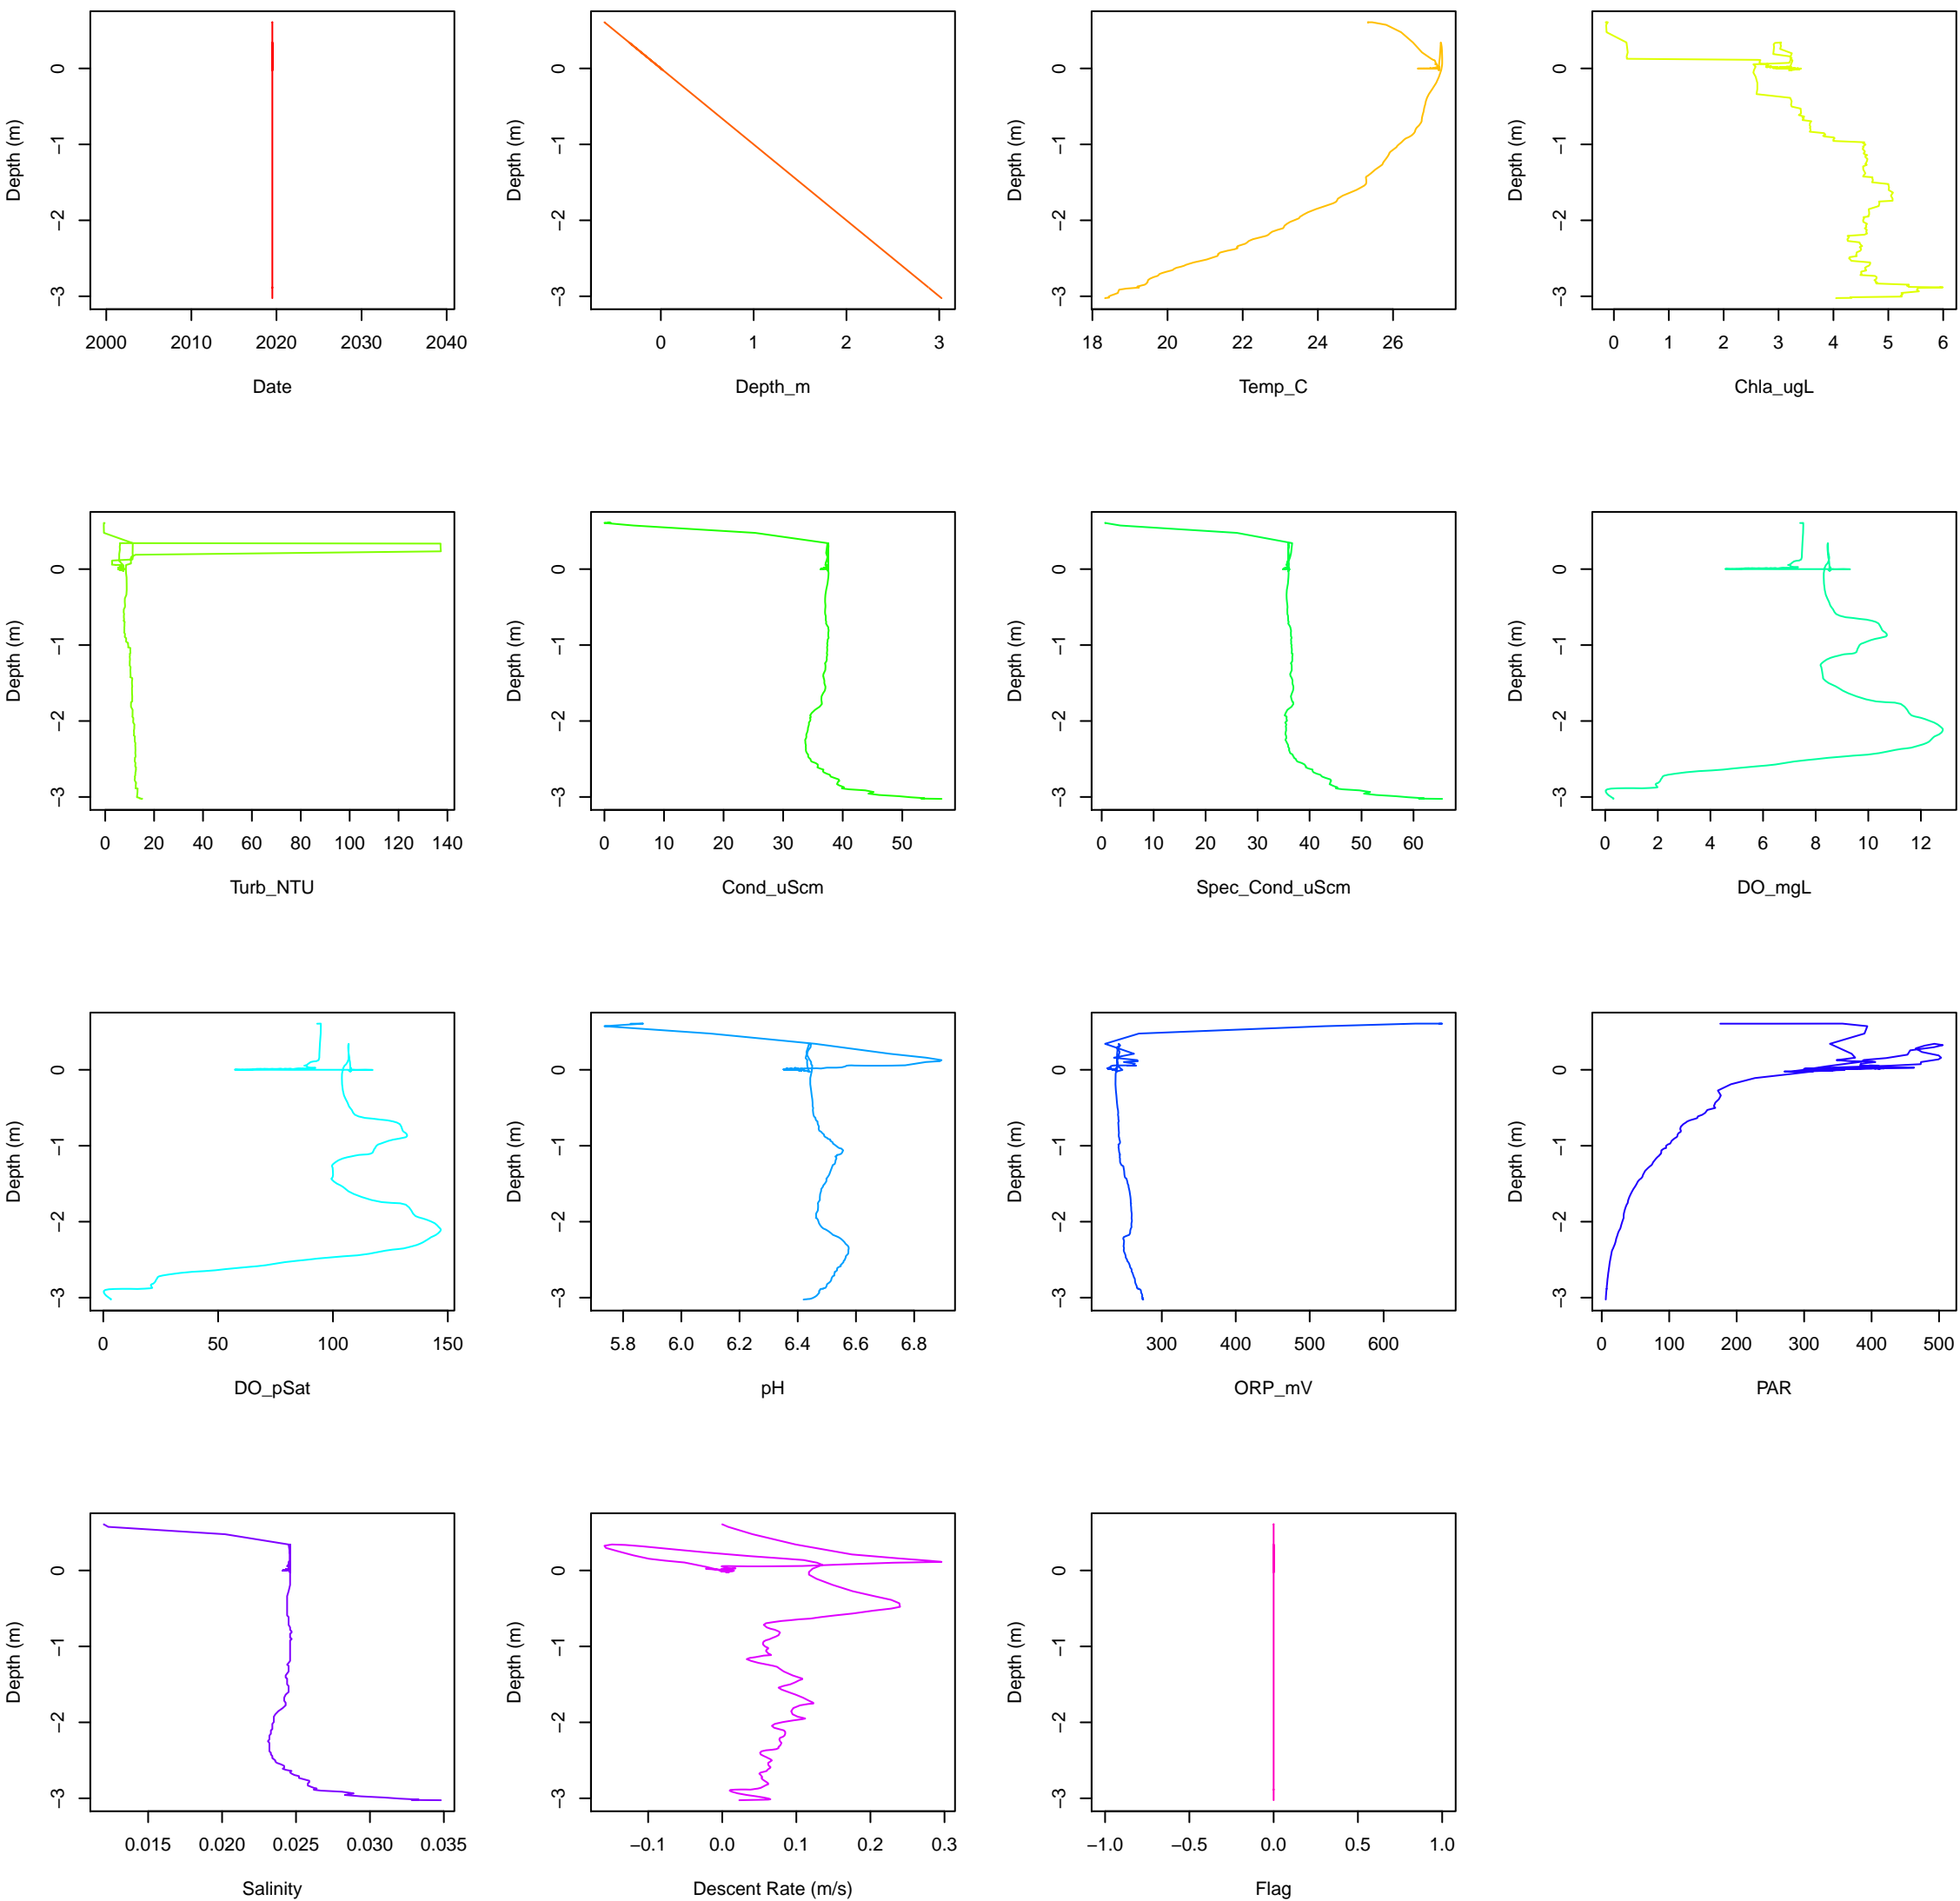 Depth (m)
0
−1
−2
−3
2000 2010 2020 2030 2040
Date
Depth (m)
0
−1
−2
−3
0 1 2 3
Depth_m
Depth (m)
0
−1
−2
−3
18 20 22 24 26
Temp_C
Depth (m)
0
−1
−2
−3
0 1 2 3 4 5 6
Chla_ugL
Depth (m)
0
−1
−2
−3
0 20 40 60 80 100 120 140
Turb_NTU
Depth (m)
0
−1
−2
−3
0 10 20 30 40 50
Cond_uScm
Depth (m)
0
−1
−2
−3
0 10 20 30 40 50 60
Spec_Cond_uScm
Depth (m)
0
−1
−2
−3
0 2 4 6 8 10 12
DO_mgL
Depth (m)
0
−1
−2
−3
0 50 100 150
DO_pSat
Depth (m)
0
−1
−2
−3
5.8 6.0 6.2 6.4 6.6 6.8
pH
Depth (m)
0
−1
−2
−3
300 400 500 600
ORP_mV
Depth (m)
0
−1
−2
−3
0 100 200 300 400 500
PAR
Depth (m)
0
−1
−2
−3
0.015 0.020 0.025 0.030 0.035
Salinity
Depth (m)
0
−1
−2
−3
−0.1 0.0 0.1 0.2 0.3
Descent Rate (m/s)
Depth (m)
0
−1
−2
−3
−1.0 −0.5 0.0 0.5 1.0
Flag